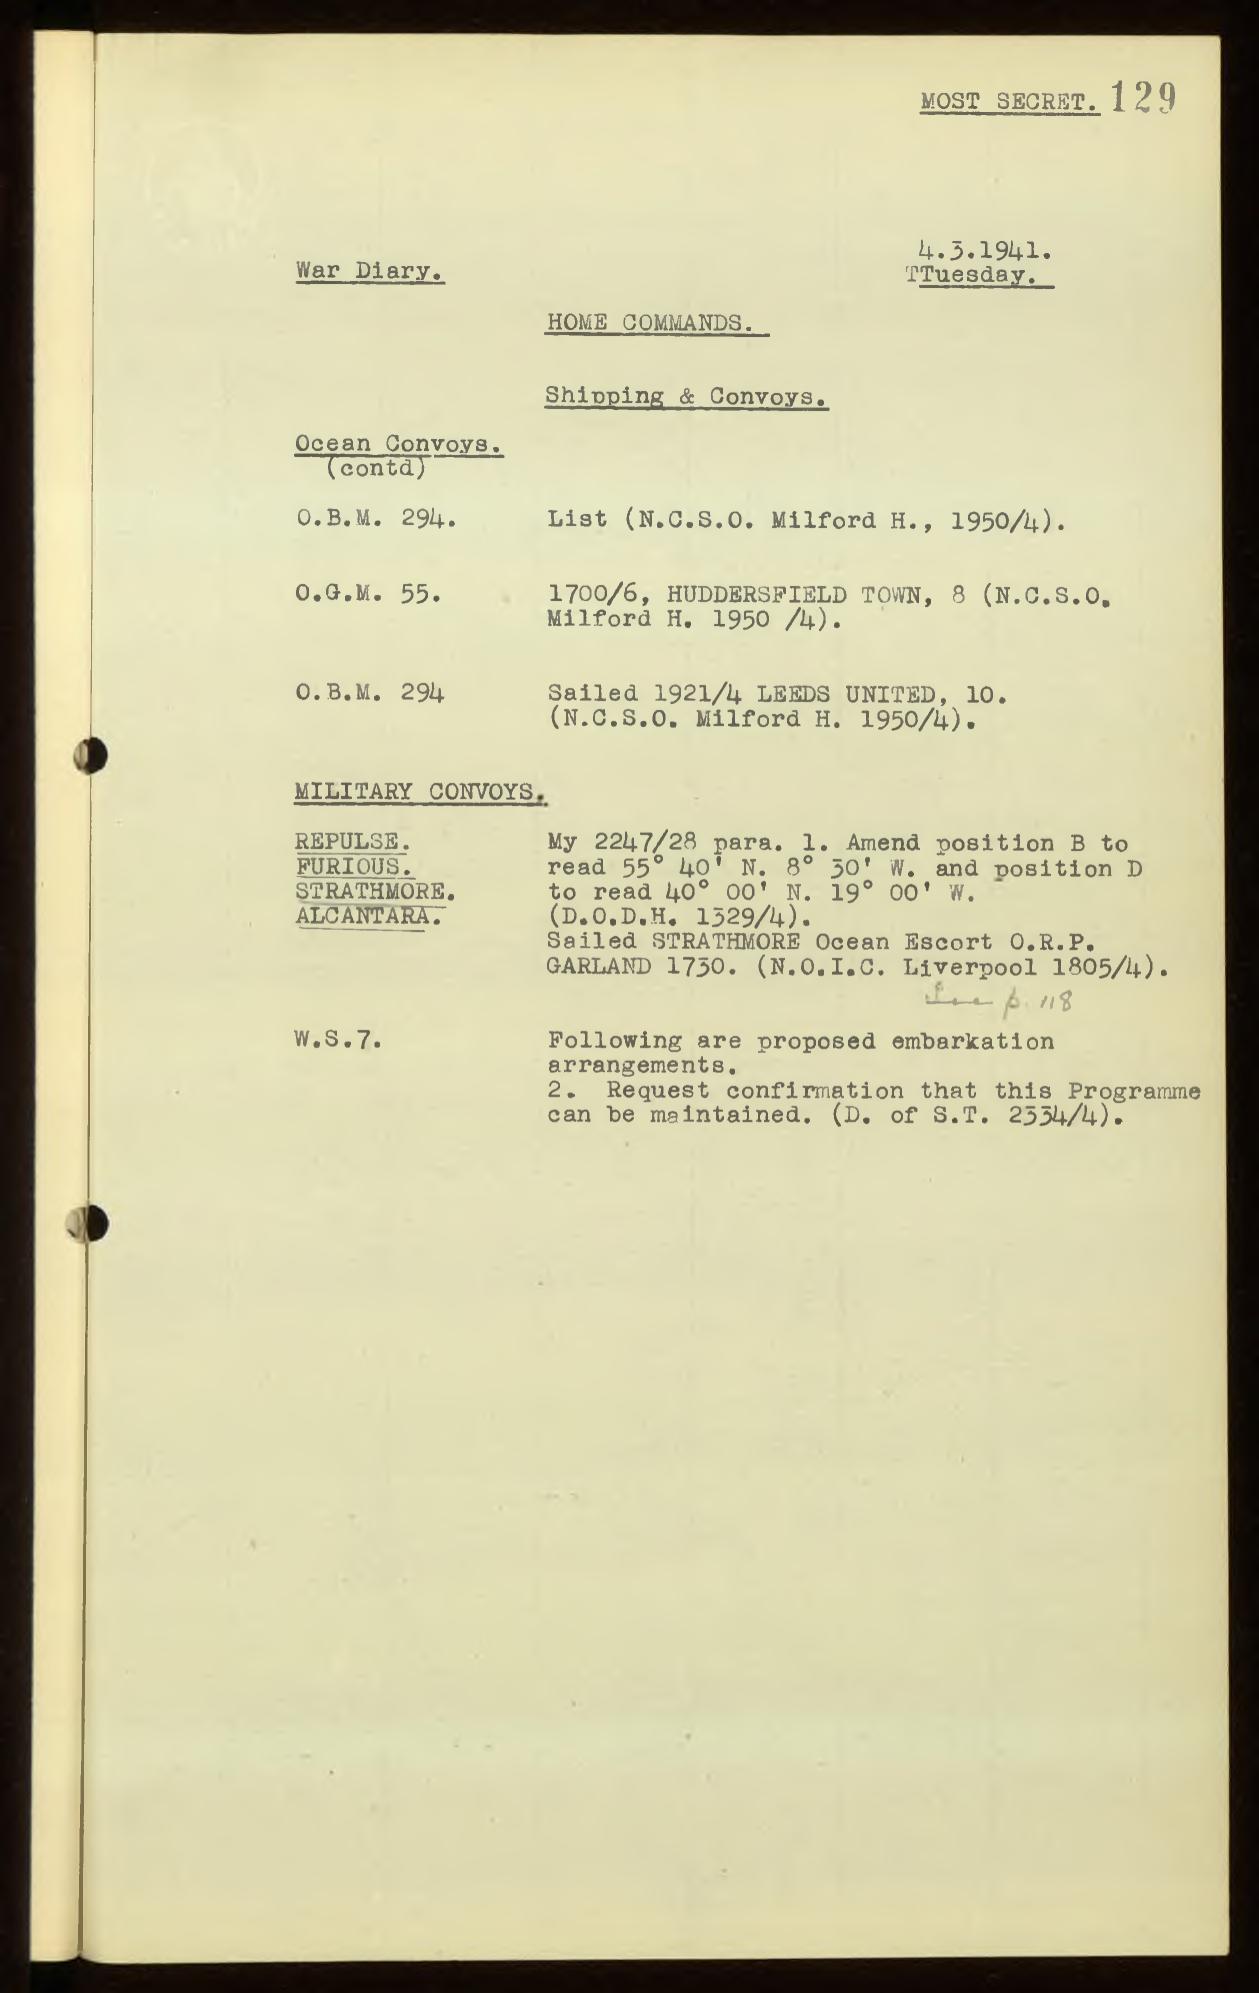 MOST SECRET. 129
4.3.1941.
War Diary. TTuesday.
HOME COMMANDS.
Shipping & Convoys.
Ocean Convoys.
(contd)
O.B.M. 294. List (N.C.S.O. Milford H., 1950/4).
O.G.M. 55. 1700/6, HUDDERSFIELD TOWN, 8 (N.C.S.O.
Milford H. 1950 /4).
O.B.M. 294 Sailed 1921/4 LEEDS UNITED, 10.
(N.C.S.O. Milford H. 1950/4).
MILITARY CONVOYS.
REPULSE. My 2247/28 para. 1. Amend position B to
FURIOUS. read 55° 40' N. 8° 30' W. and position D
STRATHMORE. to read 40° 00' N. 19° 00' W.
ALCANTARA. (D.O.D.H. 1329/4).
Sailed STRATHMORE Ocean Escort O.R.P.
GARLAND 1730. (N.O.I.C. Liverpool 1805/4).
See p. 118
W.S.7. Following are proposed embarkation
arrangements.
2. Request confirmation that this Programme
can be maintained. (D. of S.T. 2334/4).